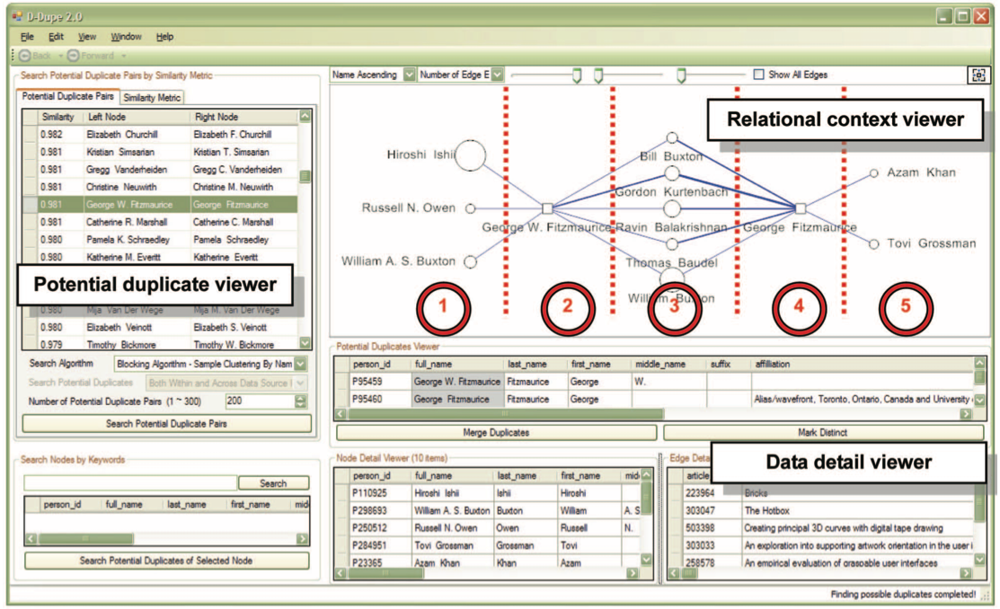 D-Dupe 2.0
File Edit View Window Help
Back Forward
Search Potential Duplicate Pairs by Similarity Metric
Potential Duplicate Pairs Similarity Metric
Similarity Left Node Right Node
0.982 Elizabeth Churchill Elizabeth F. Churchill
0.981 Kristian Simsarian Kristian T. Simsarian
0.981 Gregg Vanderheiden Gregg C. Vanderheiden
0.981 Christine Neuwirth Christine M. Neuwirth
0.981 George W. Fitzmaurice George Fitzmaurice
0.981 Catherine R. Marshall Catherine C. Marshall
0.980 Pamela K. Schraedley Pamela Schraedley
0.980 Katherine M. Everitt Katherine Everitt
Potential duplicate viewer
0.980 Mija Van Der Wege Mija M. Van Der Wege
0.980 Elizabeth Veinott Elizabeth S. Veinott
0.979 Timothy Bickmore Timothy W. Bickmore
Search Algorithm Blocking Algorithm - Sample Clustering By Nam
Search Potential Duplicates Both Within and Across Data Source
Number of Potential Duplicate Pairs (1 ~ 300) 200
Search Potential Duplicate Pairs
Search Nodes by Keywords
Search
person_id full_name last_name first_name mid
Search Potential Duplicates of Selected Node
Name Ascending Number of Edge E Show All Edges
Relational context viewer
Hiroshi Ishii
Bill Buxton
Azam Khan
Gordon Kurtenbach
Russell N. Owen
George W. Fitzmaurice Ravin Balakrishnan George Fitzmaurice
Tovi Grossman
William A. S. Buxton
Thomas Baudel
William Buxton
1 2 3 4 5
Potential Duplicates Viewer
person_id full_name last_name first_name middle_name suffix affilliation
P95459 George W. Fitzmaurice Fitzmaurice George W.
P95460 George Fitzmaurice Fitzmaurice George Alias/wavefront, Toronto, Ontario, Canada and University
Merge Duplicates Mark Distinct
Data detail viewer
Node Detail Viewer (10 items)
person_id full_name last_name first_name mid
P110925 Hiroshi Ishii Ishii Hiroshi
P298693 William A. S. Buxton Buxton William A. S
P250512 Russell N. Owen Owen Russell N.
P284951 Tovi Grossman Grossman Tovi
P23365 Azam Khan Khan Azam
Edge Deta
article
223964 Bricks
303047 The Hotbox
503398 Creating principal 3D curves with digital tape drawing
303033 An exploration into supporting artwork orientation in the user i
258578 An empirical evaluation of graspable user interfaces
Finding possible duplicates completed!